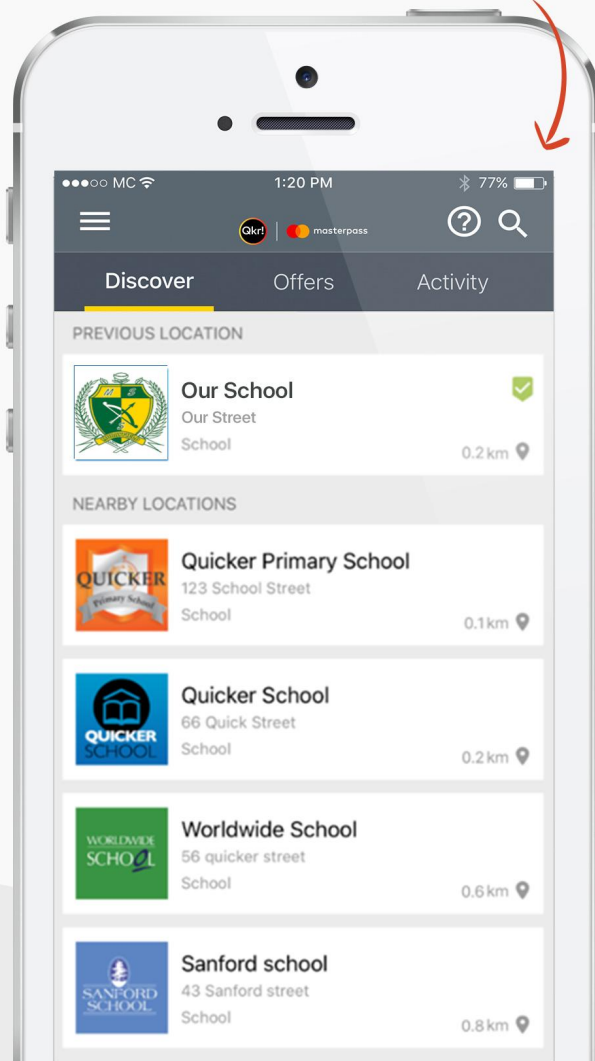 MC
1:20 PM
77%
Qkr!
masterpass
Discover
Offers
Activity
PREVIOUS LOCATION
M S
Our School
Our Street
School
0.2 km
NEARBY LOCATIONS
QUICKER
Primary School
Quicker Primary School
123 School Street
School
0.1 km
QUICKER
SCHOOL
Quicker School
66 Quick Street
School
0.2 km
WORLDWIDE
SCHOOL
Worldwide School
56 quicker street
School
0.6 km
SANFORD
SCHOOL
Sanford school
43 Sanford street
School
0.8 km